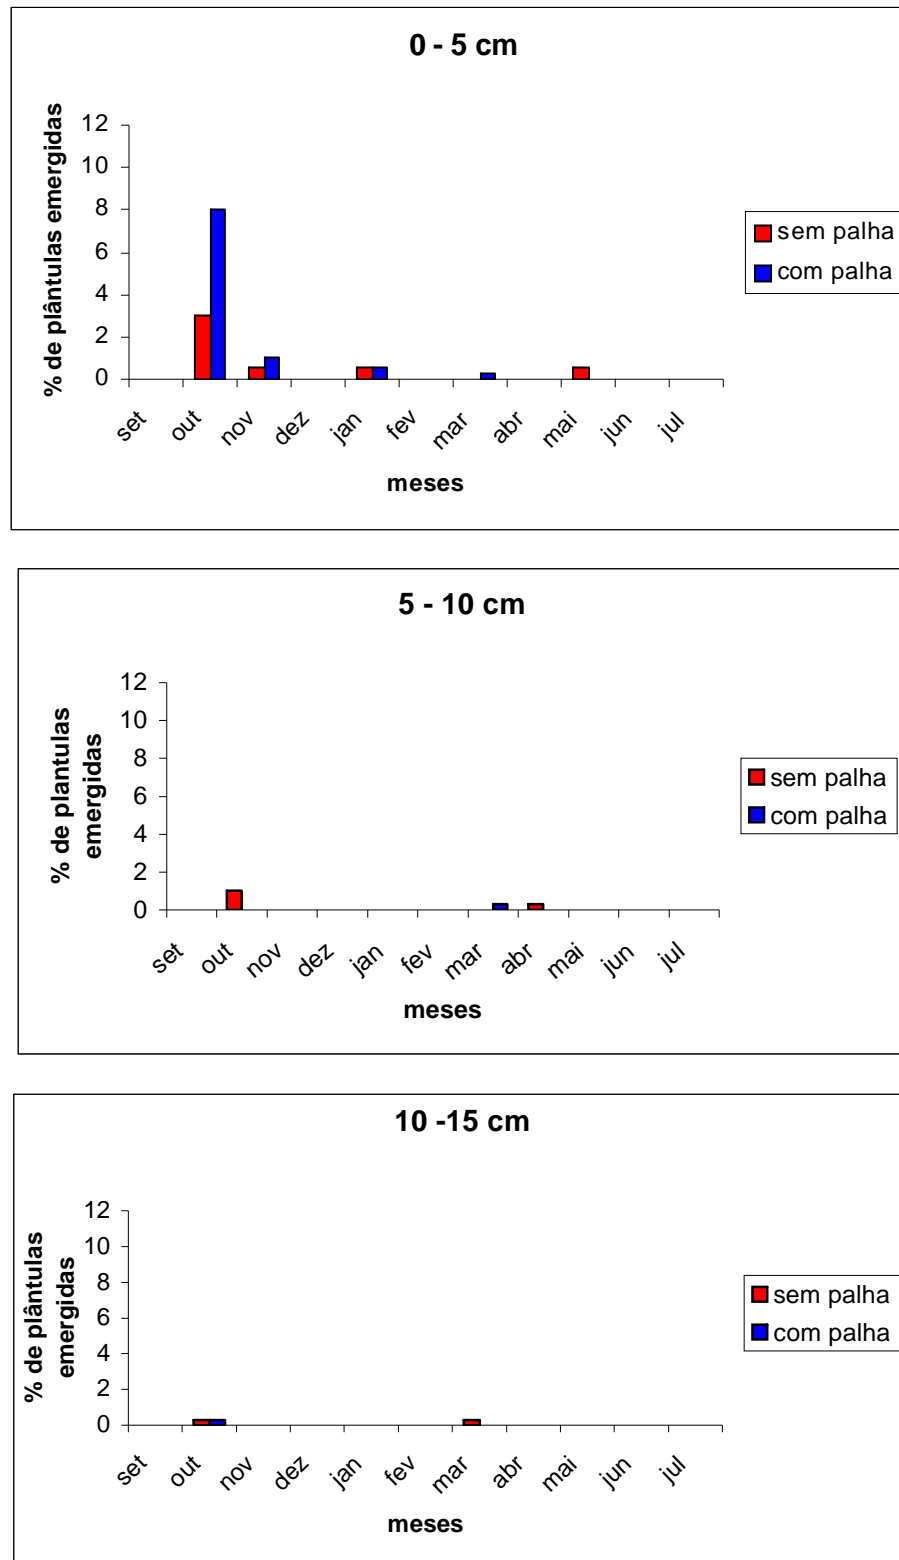 0 - 5 cm
% de plântulas emergidas
12
10
8
6
4
2
0
set out nov dez jan fev mar abr mai jun jul
meses
sem palha
com palha
5 - 10 cm
% de plantulas
emergidas
12
10
8
6
4
2
0
set out nov dez jan fev mar abr mai jun jul
meses
sem palha
com palha
10 -15 cm
% de plântulas
emergidas
12
10
8
6
4
2
0
set out nov dez jan fev mar abr mai jun jul
meses
sem palha
com palha